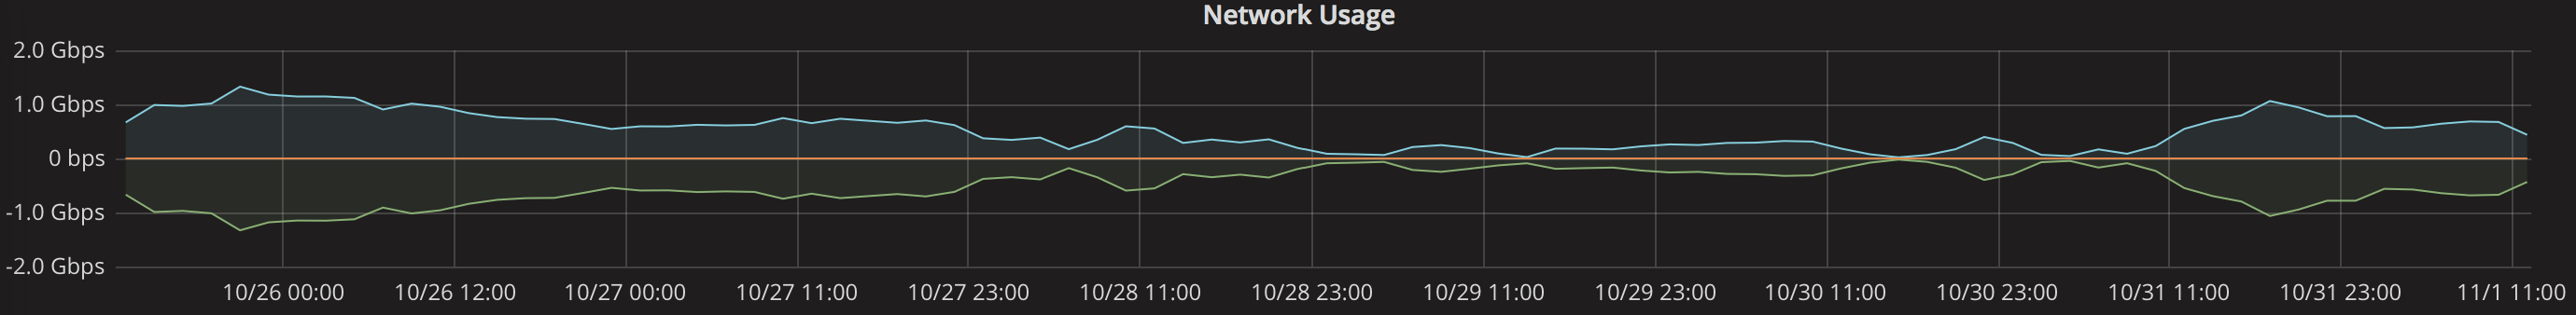 Network Usage
2.0 Gbps
1.0 Gbps
0 bps
-1.0 Gbps
-2.0 Gbps
10/26 00:00 10/26 12:00 10/27 00:00 10/27 11:00 10/27 23:00 10/28 11:00 10/28 23:00 10/29 11:00 10/29 23:00 10/30 11:00 10/30 23:00 10/31 11:00 10/31 23:00 11/1 11:00